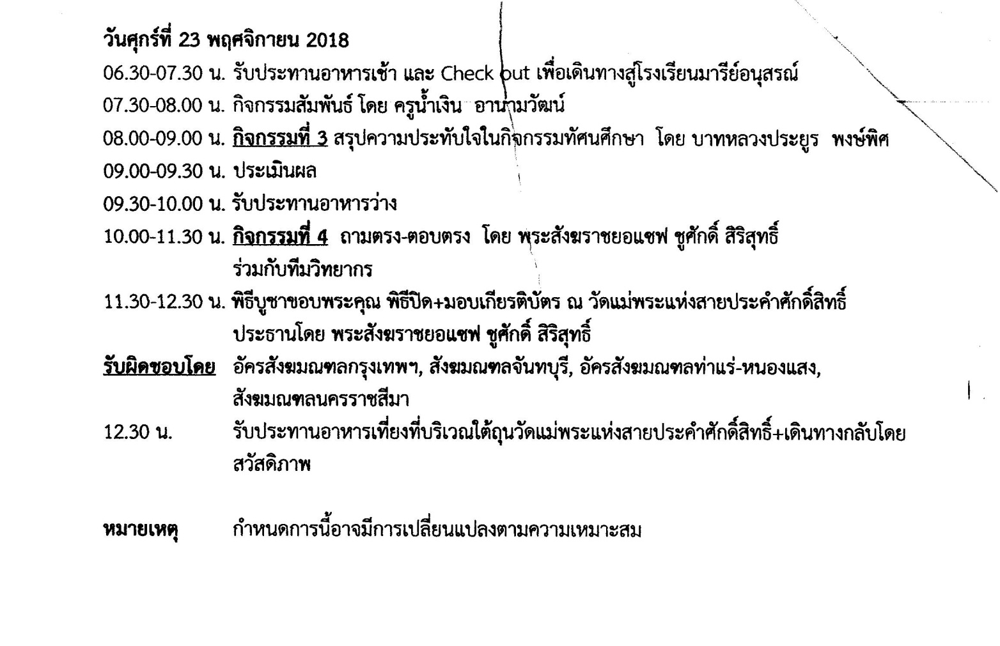 วันศุกร์ที่ 23 พฤศจิกายน 2018
06.30-07.30 น. รับประทานอาหารเช้า และ Check out เพื่อเดินทางสู่โรงเรียนมารีย์อนุสรณ์
07.30-08.00 น. กิจกรรมสัมพันธ์ โดย ครูน้ำเงิน อานามวัฒน์
08.00-09.00 น. กิจกรรมที่ 3 สรุปความประทับใจในกิจกรรมทัศนศึกษา โดย บาทหลวงประยูร พงษ์พิศ
09.00-09.30 น. ประเมินผล
09.30-10.00 น. รับประทานอาหารว่าง
10.00-11.30 น. กิจกรรมที่ 4 ถามตรง-ตอบตรง โดย พระสังฆราชยอแซฟ ชูศักดิ์ สิริสุทธิ์
ร่วมกับทีมวิทยากร
11.30-12.30 น. พิธีบูชาขอบพระคุณ พิธีปิด+มอบเกียรติบัตร ณ วัดแม่พระแห่งสายประคำศักดิ์สิทธิ์
ประธานโดย พระสังฆราชยอแซฟ ชูศักดิ์ สิริสุทธิ์
รับผิดชอบโดย อัครสังฆมณฑลกรุงเทพฯ, สังฆมณฑลจันทบุรี, อัครสังฆมณฑลท่าแร่-หนองแสง,
สังฆมณฑลนครราชสีมา
12.30 น. รับประทานอาหารเที่ยงที่บริเวณใต้ถุนวัดแม่พระแห่งสายประคำศักดิ์สิทธิ์+เดินทางกลับโดย
สวัสดิภาพ
หมายเหตุ กำหนดการนี้อาจมีการเปลี่ยนแปลงตามความเหมาะสม